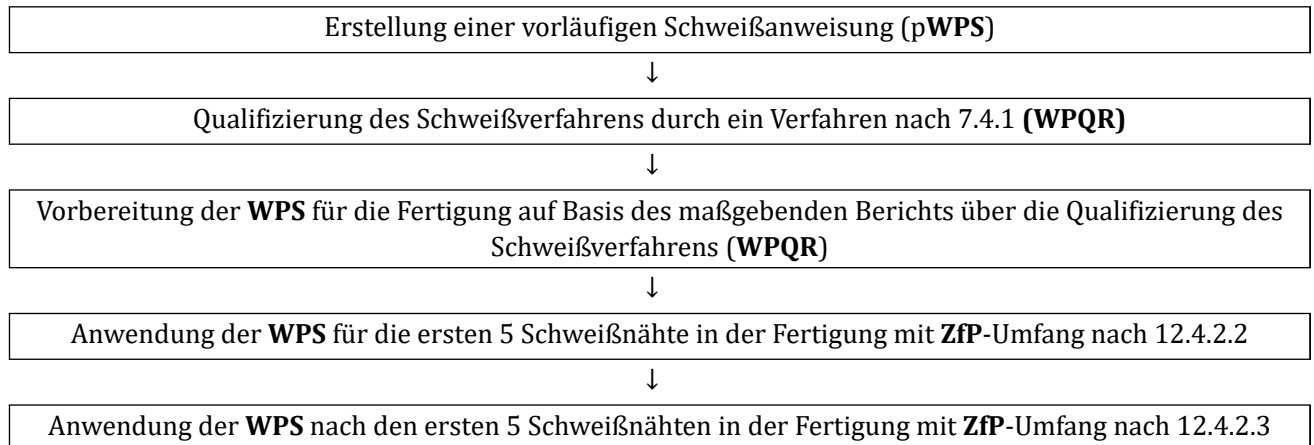 Erstellung einer vorläufigen Schweißanweisung (pWPS)
↓
Qualifizierung des Schweißverfahrens durch ein Verfahren nach 7.4.1 (WPQR)
↓
Vorbereitung der WPS für die Fertigung auf Basis des maßgebenden Berichts über die Qualifizierung des
Schweißverfahrens (WPQR)
↓
Anwendung der WPS für die ersten 5 Schweißnähte in der Fertigung mit ZfP-Umfang nach 12.4.2.2
↓
Anwendung der WPS nach den ersten 5 Schweißnähten in der Fertigung mit ZfP-Umfang nach 12.4.2.3